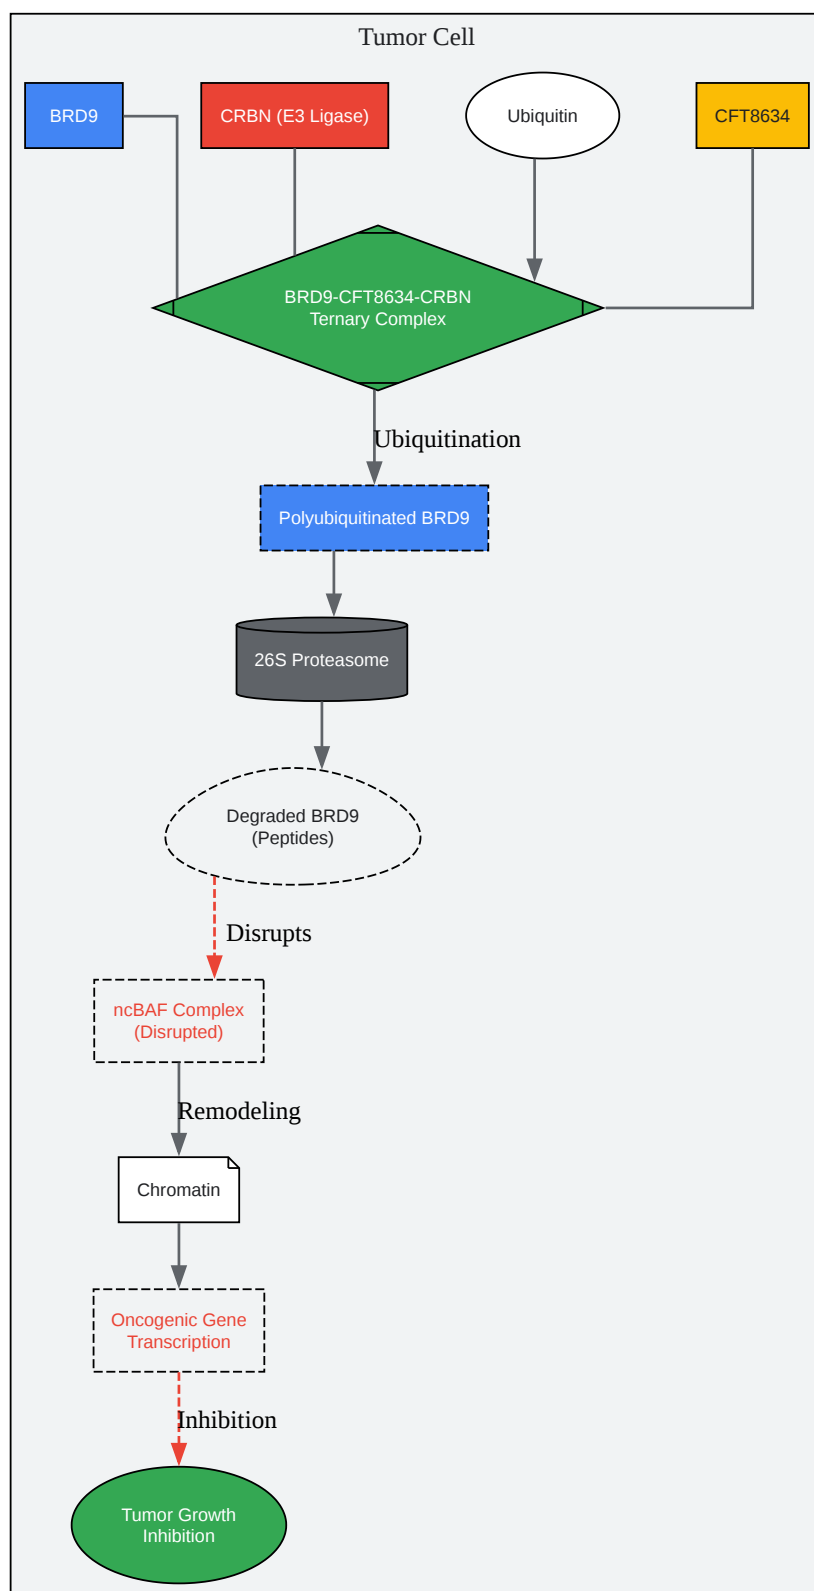 Tumor Cell
BRD9
CRBN (E3 Ligase)
Ubiquitin
CFT8634
BRD9-CFT8634-CRBN
Ternary Complex
Ubiquitination
Polyubiquitinated BRD9
26S Proteasome
Degraded BRD9
(Peptides)
Disrupts
ncBAF Complex
(Disrupted)
Remodeling
Chromatin
Oncogenic Gene
Transcription
Inhibition
Tumor Growth
Inhibition